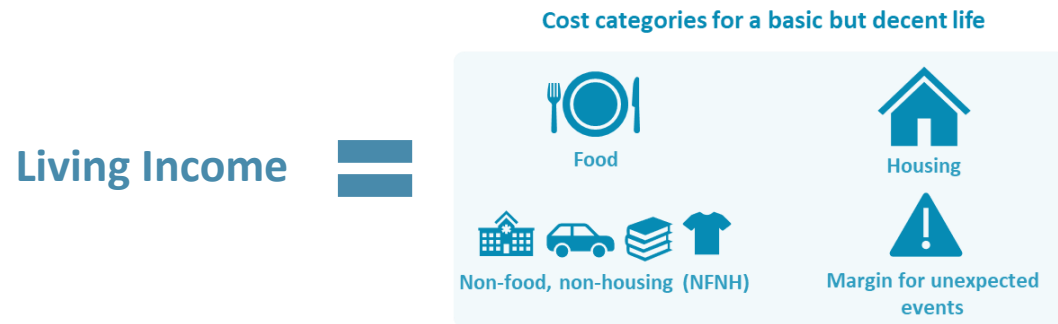 Cost categories for a basic but decent life
Living Income
Food
Housing
Non-food, non-housing (NFNH)
Margin for unexpected
events